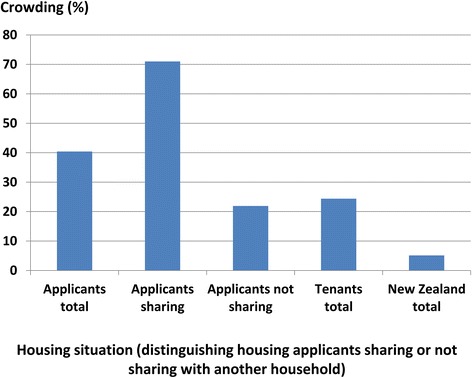 Crowding (%)
80
70
60
50
40
30
20
10
0
Applicants total
Applicants sharing
Applicants not sharing
Tenants total
New Zealand total
Housing situation (distinguishing housing applicants sharing or not
sharing with another household)